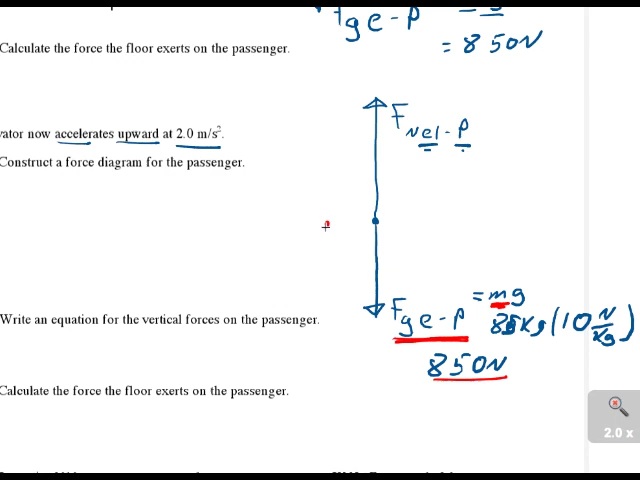 Fge-p
= 850N
Calculate the force the floor exerts on the passenger.
FNel-p
vator now accelerates upward at 2.0 m/s².
Construct a force diagram for the passenger.
Fge-p = mg
85kg(10 N/kg)
Write an equation for the vertical forces on the passenger.
850N
Calculate the force the floor exerts on the passenger.
2.0 x